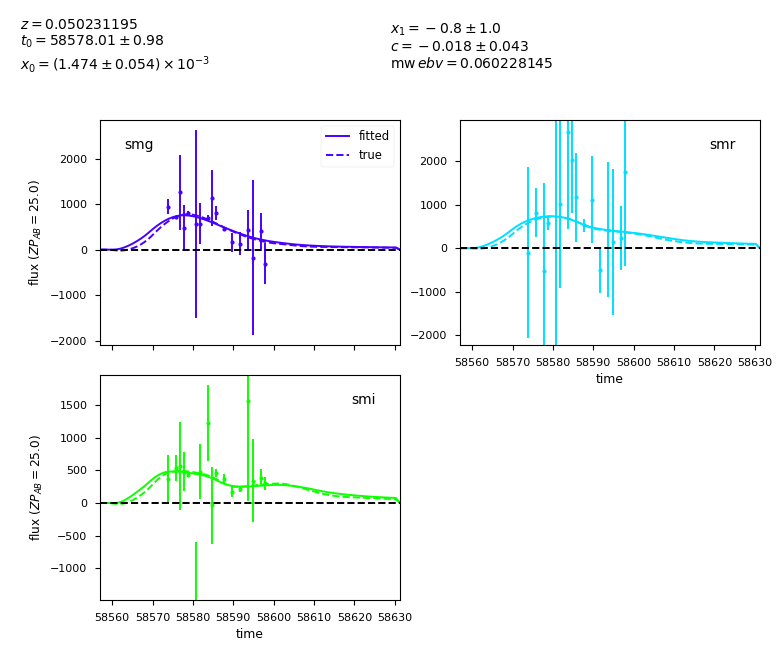 z = 0.050231195
t₀ = 58578.01 ± 0.98
x₀ = (1.474 ± 0.054) × 10⁻³
x₁ = −0.8 ± 1.0
c = −0.018 ± 0.043
mw ebv = 0.060228145
smg
fitted
true
2000
1000
0
−1000
−2000
flux (ZP_AB = 25.0)
smr
2000
1000
0
−1000
−2000
58560 58570 58580 58590 58600 58610 58620 58630
time
smi
1500
1000
500
0
−500
−1000
flux (ZP_AB = 25.0)
58560 58570 58580 58590 58600 58610 58620 58630
time